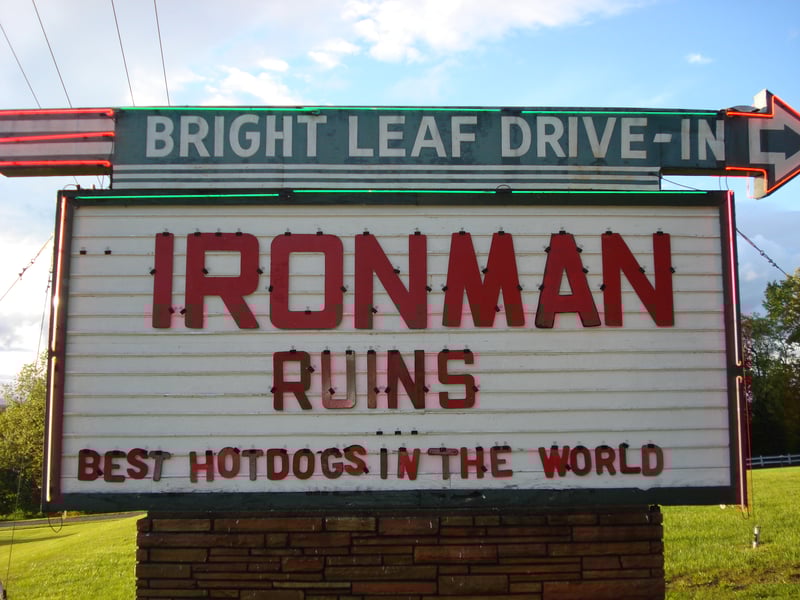 BRIGHT LEAF DRIVE-IN
IRONMAN
RUINS
BEST HOTDOGS IN THE WORLD